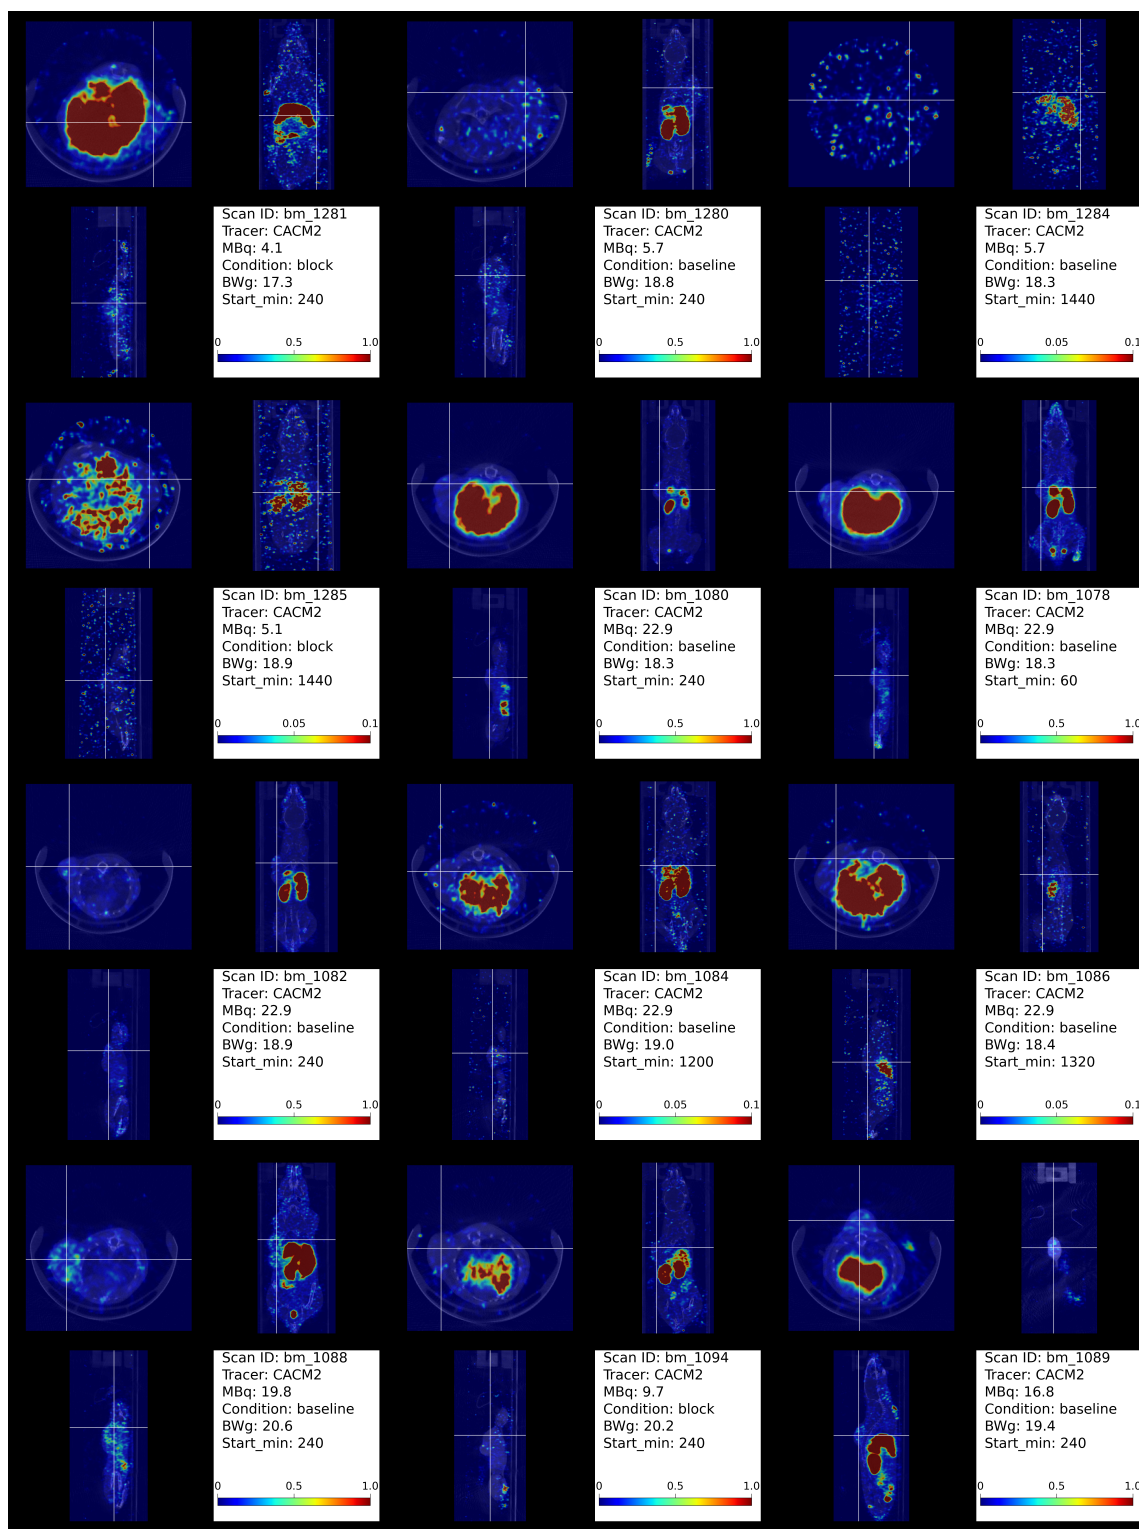 Scan ID: bm_1281
Tracer: CACM2
MBq: 4.1
Condition: block
BWg: 17.3
Start_min: 240
0 0.5 1.0
Scan ID: bm_1280
Tracer: CACM2
MBq: 5.7
Condition: baseline
BWg: 18.8
Start_min: 240
0 0.5 1.0
Scan ID: bm_1284
Tracer: CACM2
MBq: 5.7
Condition: baseline
BWg: 18.3
Start_min: 1440
0 0.05 0.1
Scan ID: bm_1285
Tracer: CACM2
MBq: 5.1
Condition: block
BWg: 18.9
Start_min: 1440
0 0.05 0.1
Scan ID: bm_1080
Tracer: CACM2
MBq: 22.9
Condition: baseline
BWg: 18.3
Start_min: 240
0 0.5 1.0
Scan ID: bm_1078
Tracer: CACM2
MBq: 22.9
Condition: baseline
BWg: 18.3
Start_min: 60
0 0.5 1.0
Scan ID: bm_1082
Tracer: CACM2
MBq: 22.9
Condition: baseline
BWg: 18.9
Start_min: 240
0 0.5 1.0
Scan ID: bm_1084
Tracer: CACM2
MBq: 22.9
Condition: baseline
BWg: 19.0
Start_min: 1200
0 0.05 0.1
Scan ID: bm_1086
Tracer: CACM2
MBq: 22.9
Condition: baseline
BWg: 18.4
Start_min: 1320
0 0.05 0.1
Scan ID: bm_1088
Tracer: CACM2
MBq: 19.8
Condition: baseline
BWg: 20.6
Start_min: 240
0 0.5 1.0
Scan ID: bm_1094
Tracer: CACM2
MBq: 9.7
Condition: block
BWg: 20.2
Start_min: 240
0 0.5 1.0
Scan ID: bm_1089
Tracer: CACM2
MBq: 16.8
Condition: baseline
BWg: 19.4
Start_min: 240
0 0.5 1.0